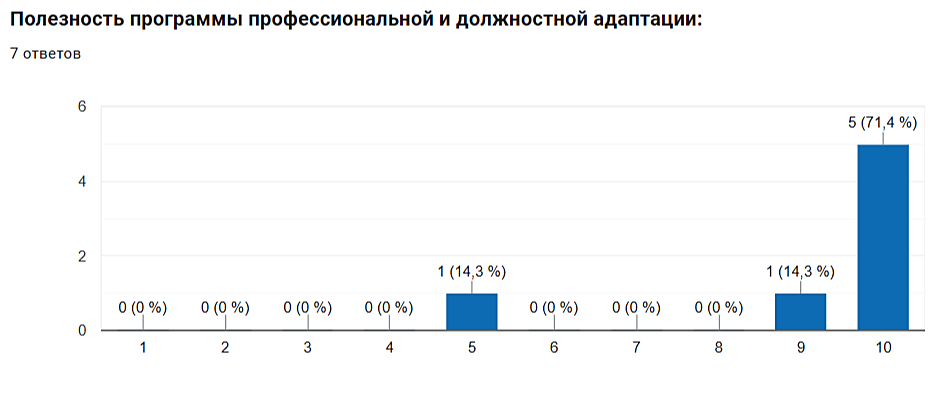 Полезность программы профессиональной и должностной адаптации:
7 ответов
6
5 (71,4 %)
4
2
1 (14,3 %)
1 (14,3 %)
0 (0 %) 0 (0 %) 0 (0 %) 0 (0 %) 0 (0 %) 0 (0 %) 0 (0 %)
0
1 2 3 4 5 6 7 8 9 10